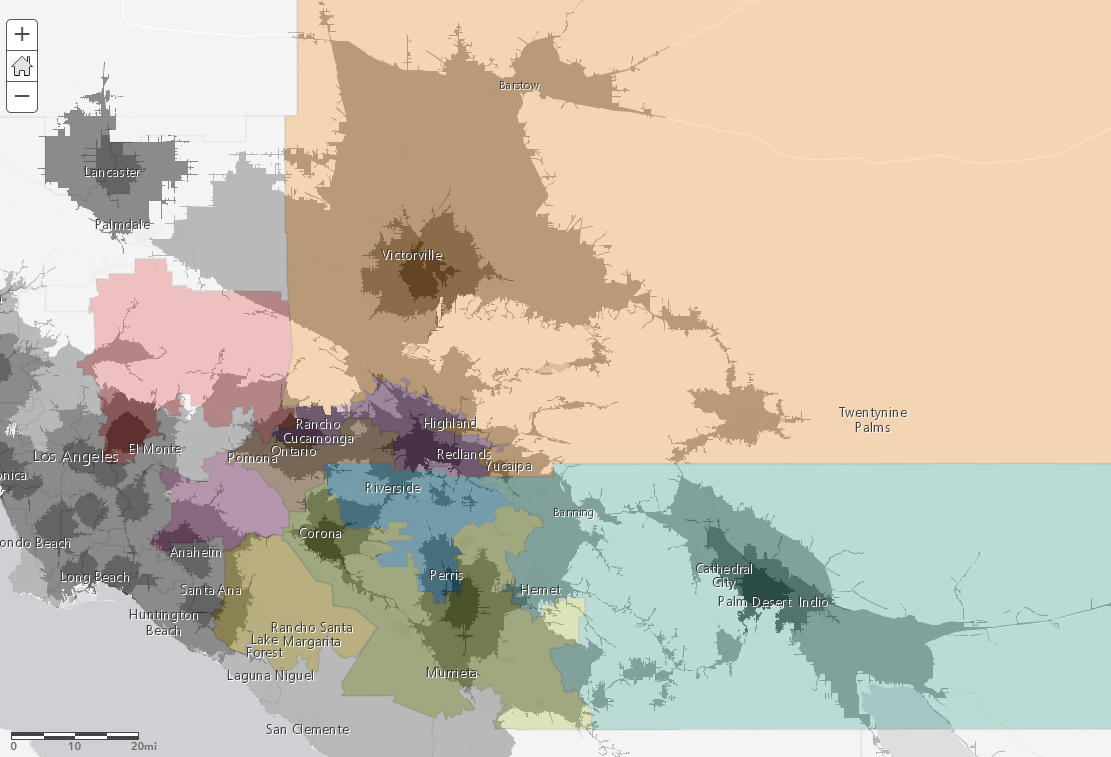 +
−
Barstow
Lancaster
Palmdale
Victorville
Twentynine
Palms
Rancho
Cucamonga
Highland
El Monte
Ontario
Pomona
Redlands
Los Angeles
Yucaipa
onica
Riverside
Banning
Corona
ondo Beach
Anaheim
Cathedral
City
Long Beach
Perris
Santa Ana
Hemet
Palm Desert
Indio
Huntington
Beach
Rancho Santa
Margarita
Lake
Forest
Laguna Niguel
Murrieta
San Clemente
0 10 20mi